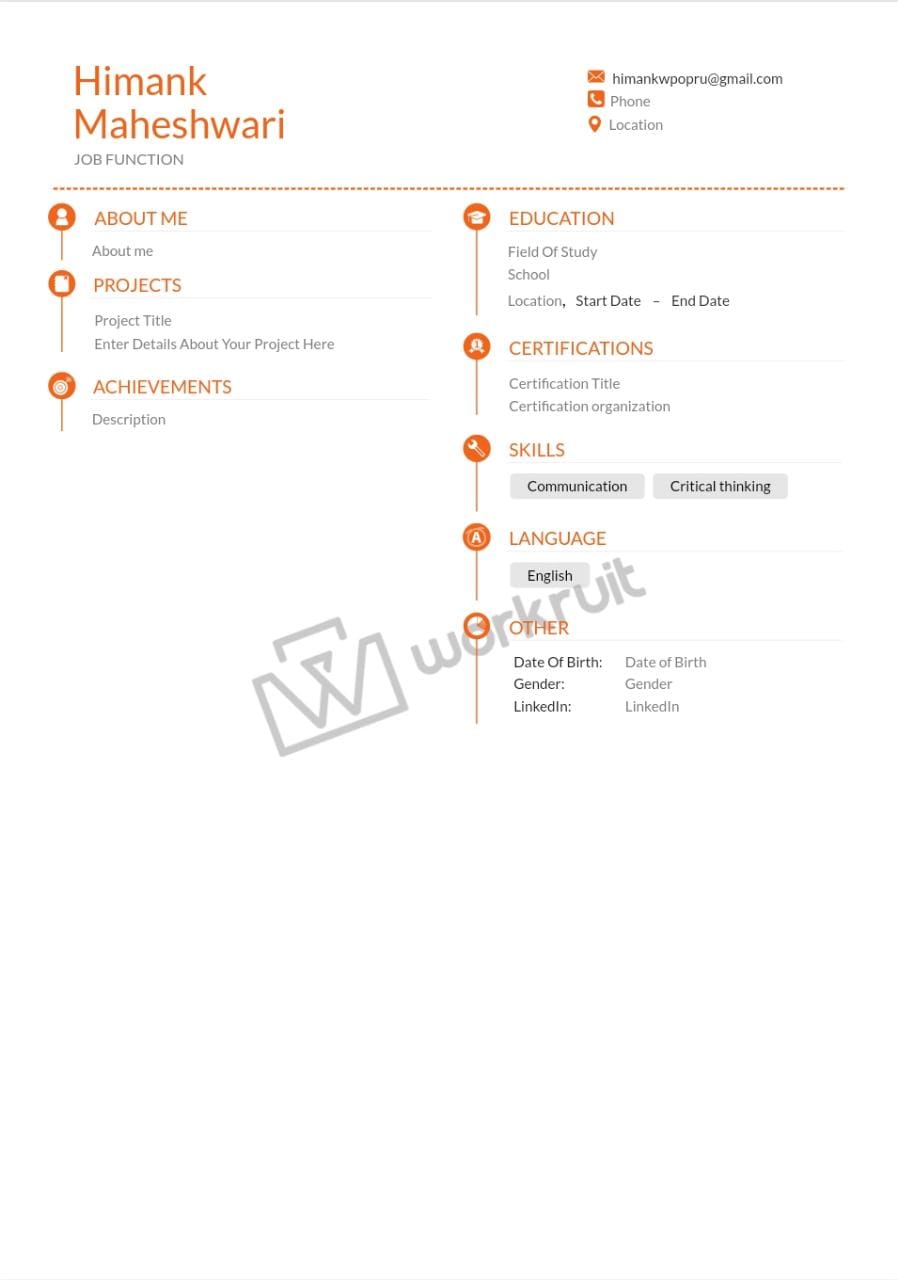 Himank
Maheshwari
JOB FUNCTION
himankwpopru@gmail.com
Phone
Location
ABOUT ME
About me
PROJECTS
Project Title
Enter Details About Your Project Here
ACHIEVEMENTS
Description
EDUCATION
Field Of Study
School
Location, Start Date – End Date
CERTIFICATIONS
Certification Title
Certification organization
SKILLS
Communication Critical thinking
LANGUAGE
English
OTHER
Date Of Birth: Date of Birth
Gender: Gender
LinkedIn: LinkedIn
workruit